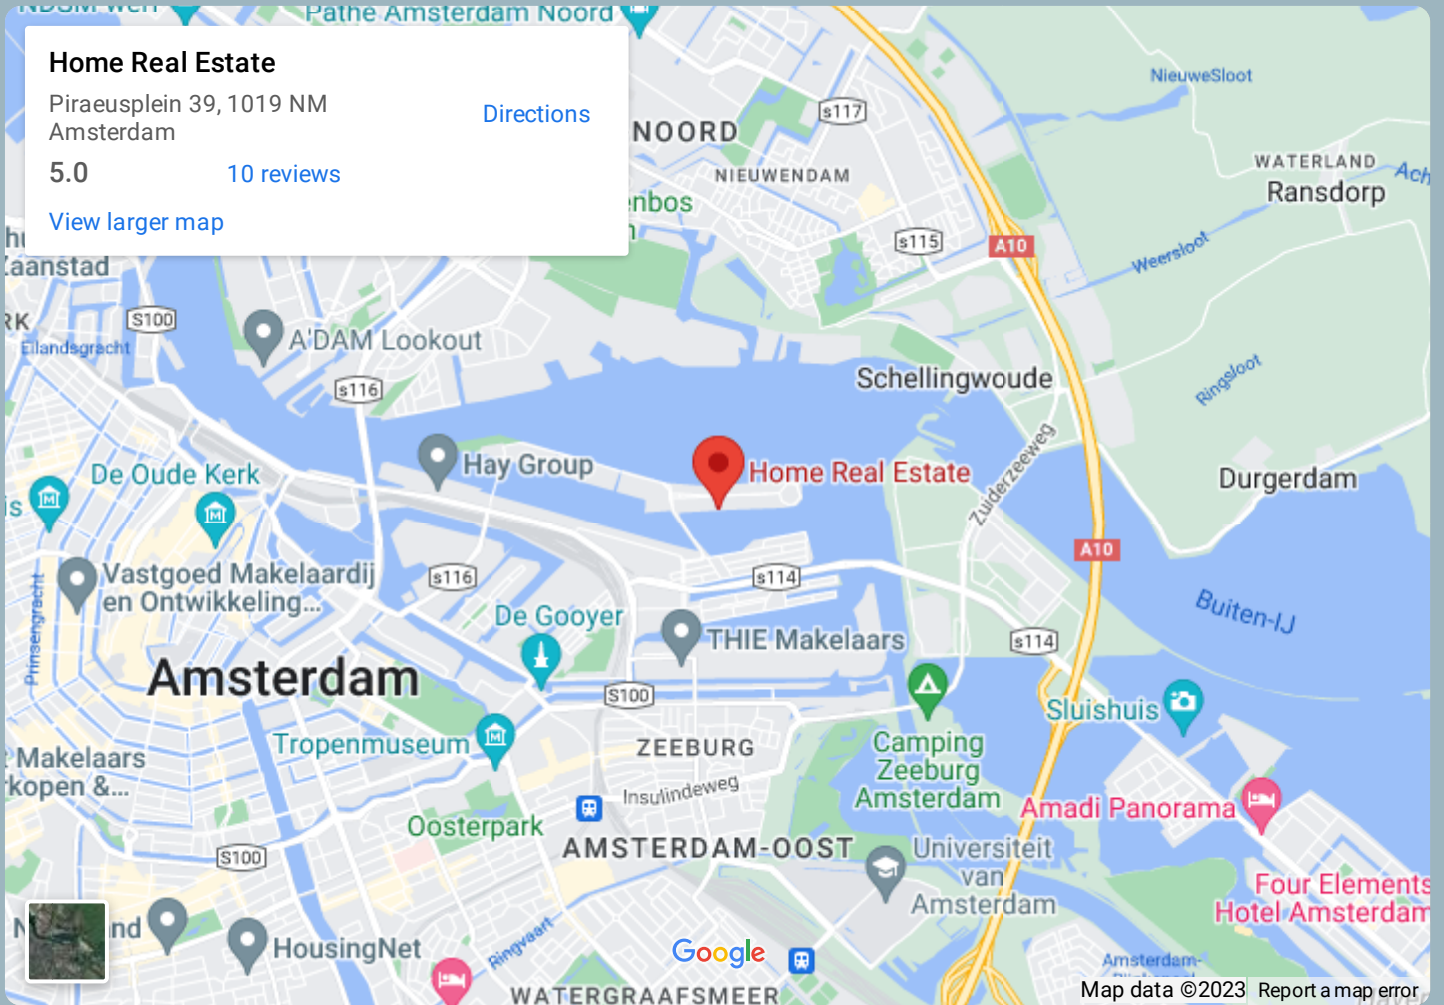 Pathe Amsterdam Noord
Home Real Estate
Piraeusplein 39, 1019 NM
Amsterdam
Directions
5.0
10 reviews
View larger map
NieuweSloot
s117
NOORD
NIEUWENDAM
WATERLAND
Ransdorp
s115
A10
Weersloot
S100
A'DAM Lookout
Eilandsgracht
s116
Schellingwoude
Ringsloot
De Oude Kerk
Hay Group
Home Real Estate
Zuiderzeeweg
Durgerdam
A10
Vastgoed Makelaardij
en Ontwikkeling...
s116
s114
Prinsengracht
De Gooyer
THIE Makelaars
s114
Buiten-IJ
Amsterdam
S100
Sluishuis
Tropenmuseum
ZEEBURG
Camping
Zeeburg
Amsterdam
Makelaars
Insulindeweg
Amadi Panorama
Oosterpark
AMSTERDAM-OOST
S100
Universiteit
van
Amsterdam
Four Elements
Hotel Amsterdam
HousingNet
Ringvaart
Google
Amsterdam-
WATERGRAAFSMEER
Map data ©2023
Report a map error